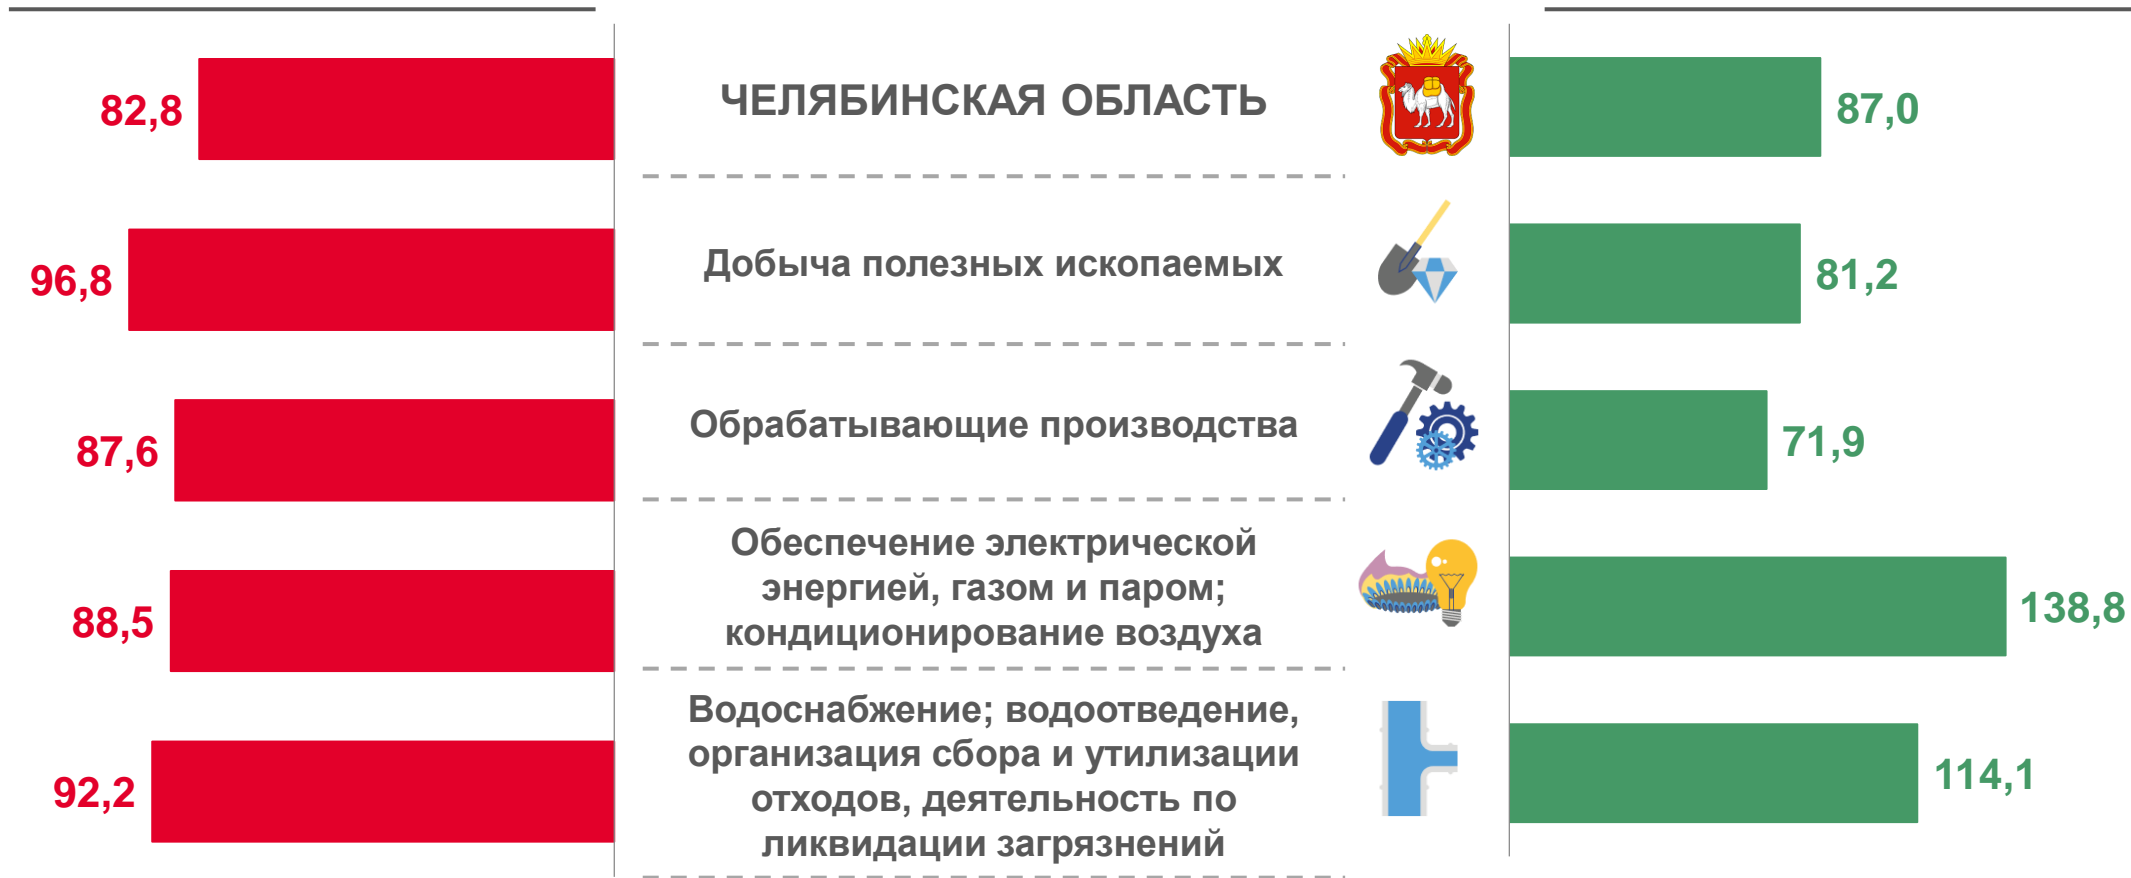 82,8
ЧЕЛЯБИНСКАЯ ОБЛАСТЬ
87,0
96,8
Добыча полезных ископаемых
81,2
87,6
Обрабатывающие производства
71,9
88,5
Обеспечение электрической
энергией, газом и паром;
кондиционирование воздуха
138,8
92,2
Водоснабжение; водоотведение,
организация сбора и утилизации
отходов, деятельность по
ликвидации загрязнений
114,1